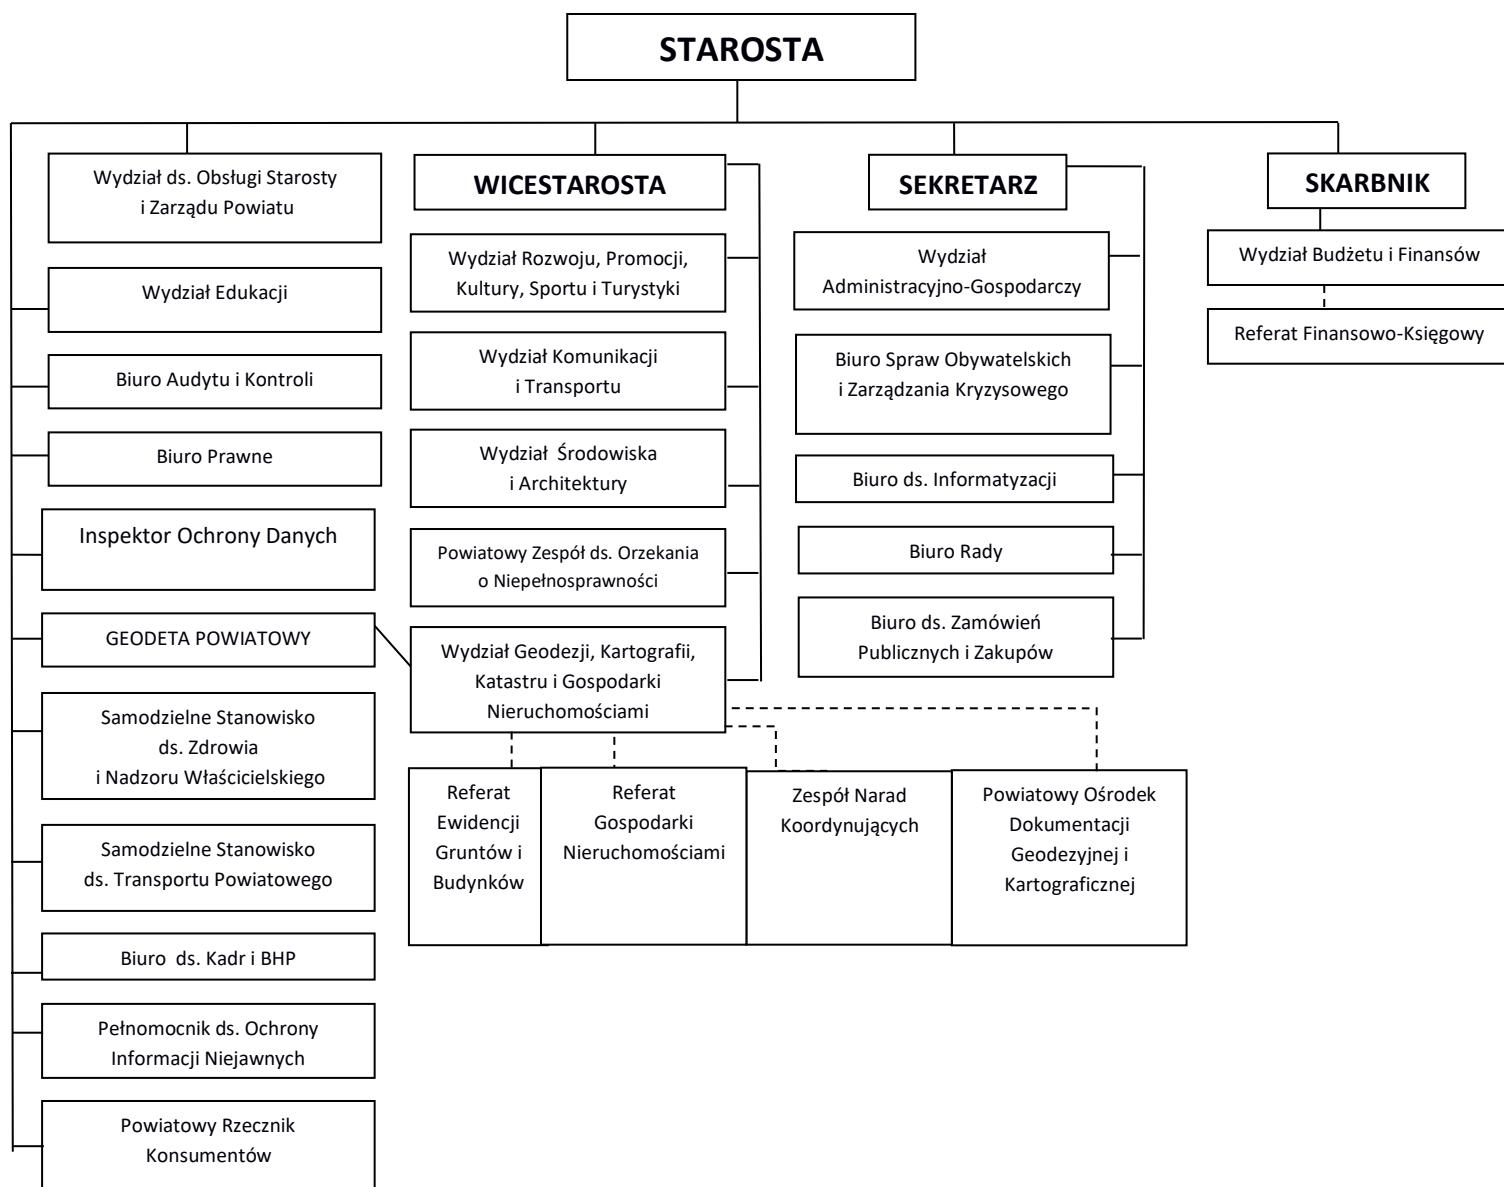 STAROSTA
Wydział ds. Obsługi Starosty
i Zarządu Powiatu
Wydział Edukacji
Biuro Audytu i Kontroli
Biuro Prawne
Inspektor Ochrony Danych
GEODETA POWIATOWY
Samodzielne Stanowisko
ds. Zdrowia
i Nadzoru Właścicielskiego
Samodzielne Stanowisko
ds. Transportu Powiatowego
Biuro ds. Kadr i BHP
Pełnomocnik ds. Ochrony
Informacji Niejawnych
Powiatowy Rzecznik
Konsumentów
WICESTAROSTA
Wydział Rozwoju, Promocji,
Kultury, Sportu i Turystyki
Wydział Komunikacji
i Transportu
Wydział Środowiska
i Architektury
Powiatowy Zespół ds. Orzekania
o Niepełnosprawności
Wydział Geodezji, Kartografii,
Katastru i Gospodarki
Nieruchomościami
Referat
Ewidencji
Gruntów i
Budynków
Referat
Gospodarki
Nieruchomościami
Zespół Narad
Koordynujących
Powiatowy Ośrodek
Dokumentacji
Geodezyjnej i
Kartograficznej
SEKRETARZ
Wydział
Administracyjno-Gospodarczy
Biuro Spraw Obywatelskich
i Zarządzania Kryzysowego
Biuro ds. Informatyzacji
Biuro Rady
Biuro ds. Zamówień
Publicznych i Zakupów
SKARBNIK
Wydział Budżetu i Finansów
Referat Finansowo-Księgowy